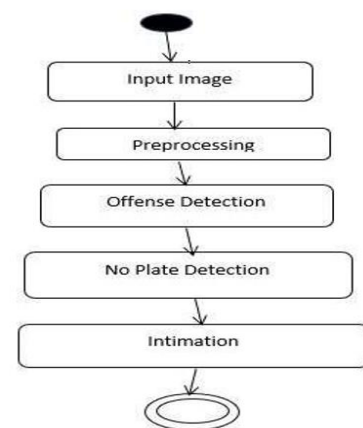 Input Image
Preprocessing
Offense Detection
No Plate Detection
Intimation